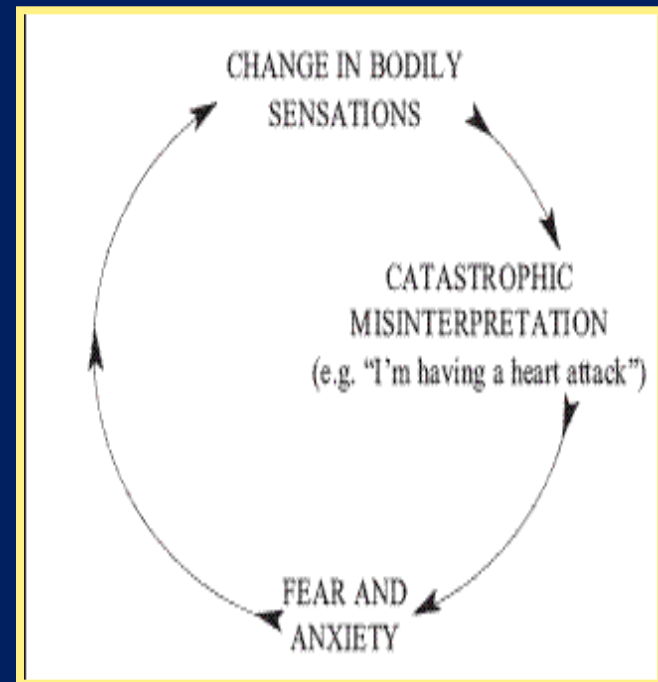 CHANGE IN BODILY
SENSATIONS
CATASTROPHIC
MISINTERPRETATION
(e.g. “I'm having a heart attack”)
FEAR AND
ANXIETY